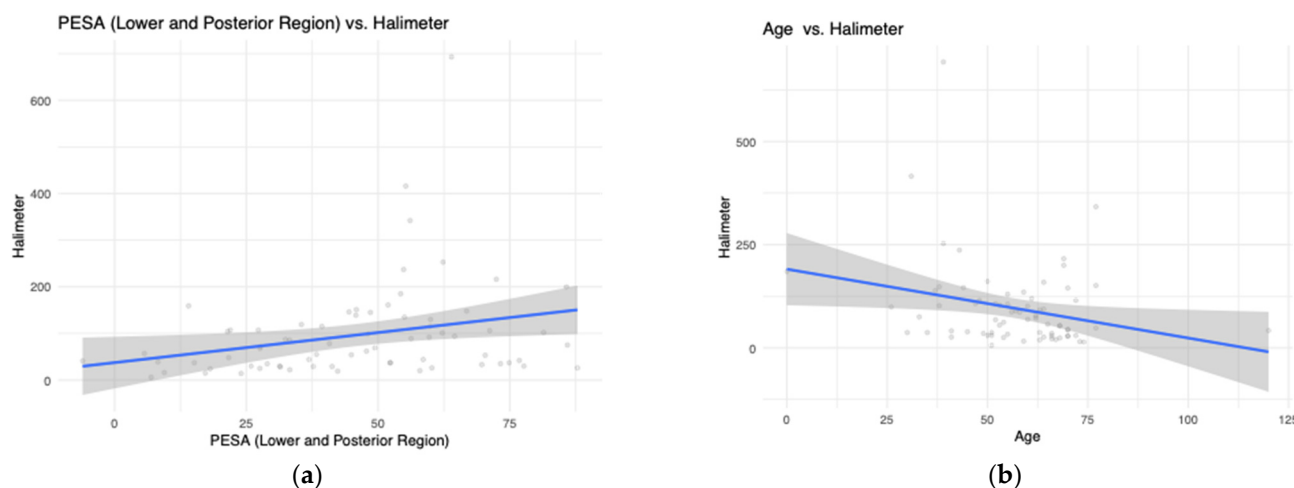 PESA (Lower and Posterior Region) vs. Halimeter
600
400
200
0
Halimeter
0 25 50 75
PESA (Lower and Posterior Region)
(a)
Age vs. Halimeter
500
250
0
Halimeter
0 25 50 75 100 125
Age
(b)